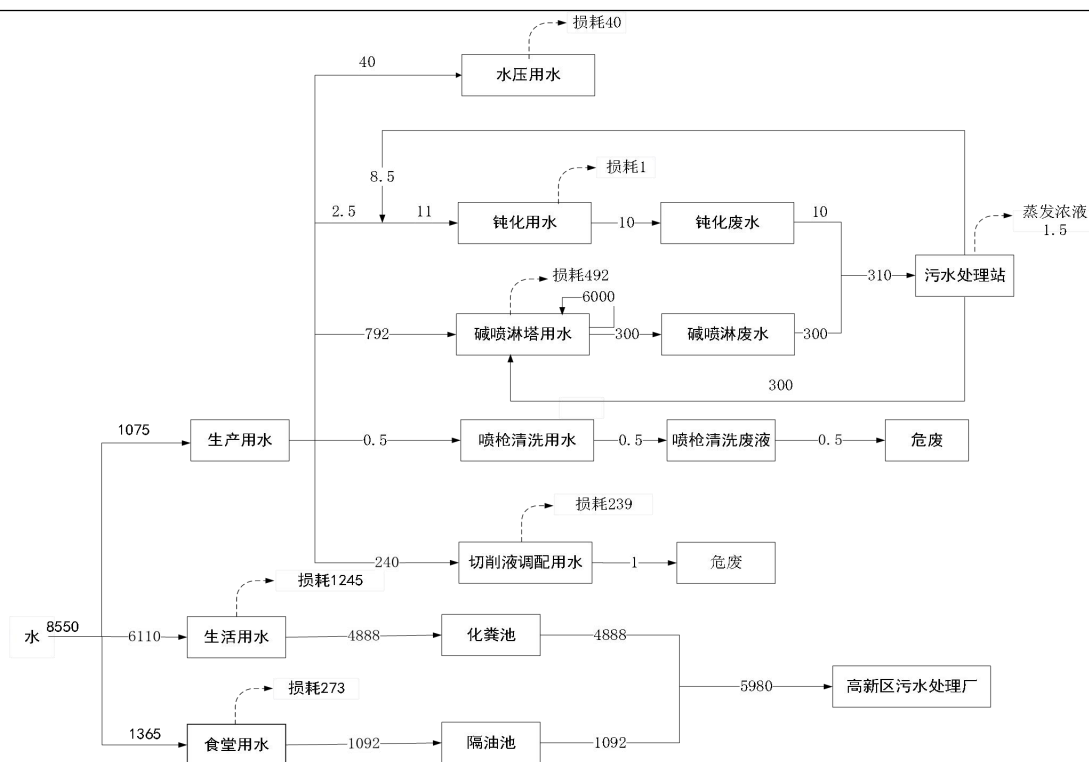 损耗40
40
水压用水
8.5
损耗1
2.5
11
钝化用水
10
钝化废水
10
蒸发浓液
1.5
310
污水处理站
损耗492
6000
792
碱喷淋塔用水
300
碱喷淋废水
300
300
1075
生产用水
0.5
喷枪清洗用水
0.5
喷枪清洗废液
0.5
危废
损耗239
240
切削液调配用水
1
危废
损耗1245
水
8550
6110
生活用水
4888
化粪池
4888
损耗273
5980
高新区污水处理厂
1365
食堂用水
1092
隔油池
1092